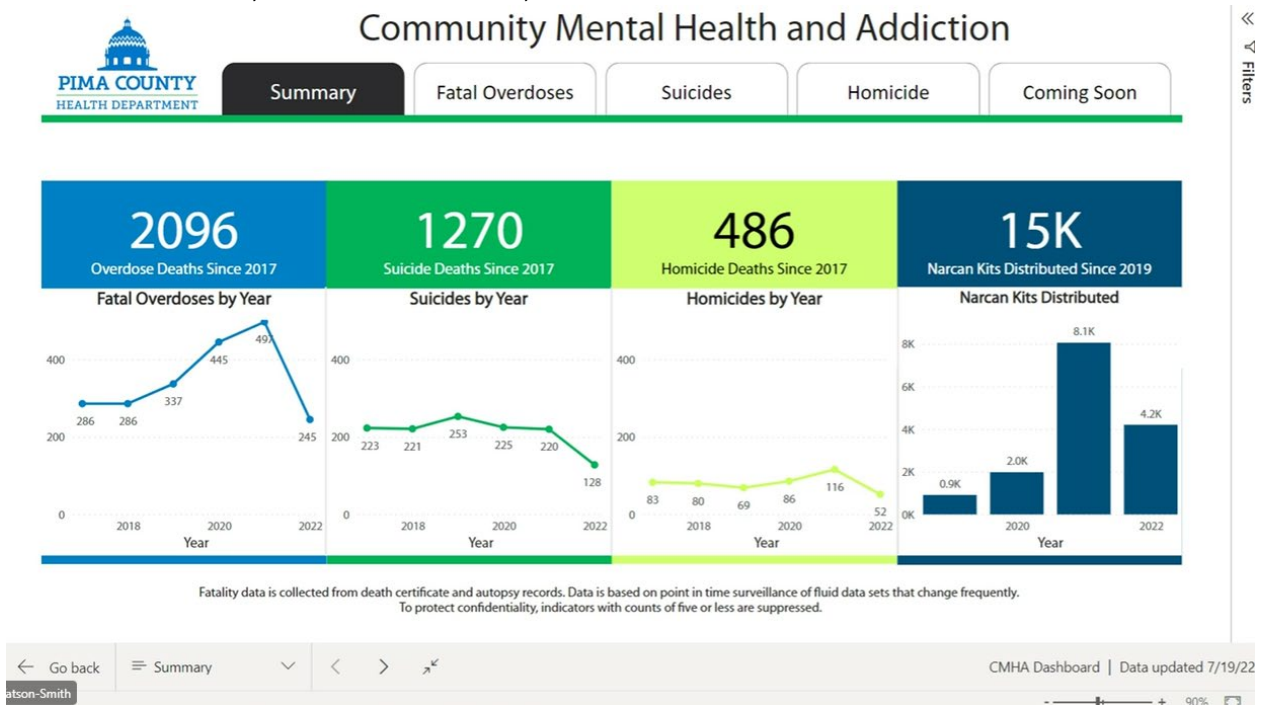 Community Mental Health and Addiction
PIMA COUNTY
HEALTH DEPARTMENT
Summary
Fatal Overdoses
Suicides
Homicide
Coming Soon
Filters
2096
Overdose Deaths Since 2017
Fatal Overdoses by Year
400
200
0
286
286
337
445
497
245
2018
2020
2022
Year
1270
Suicide Deaths Since 2017
Suicides by Year
400
200
0
223
221
253
225
220
128
2018
2020
2022
Year
486
Homicide Deaths Since 2017
Homicides by Year
400
200
0
83
80
69
86
116
52
2018
2020
2022
Year
15K
Narcan Kits Distributed Since 2019
Narcan Kits Distributed
8K
6K
4K
2K
0K
0.9K
2.0K
8.1K
4.2K
2020
2022
Year
Fatality data is collected from death certificate and autopsy records. Data is based on point in time surveillance of fluid data sets that change frequently.
To protect confidentiality, indicators with counts of five or less are suppressed.
Go back
Summary
CMHA Dashboard | Data updated 7/19/22
atson-Smith
- + 90%